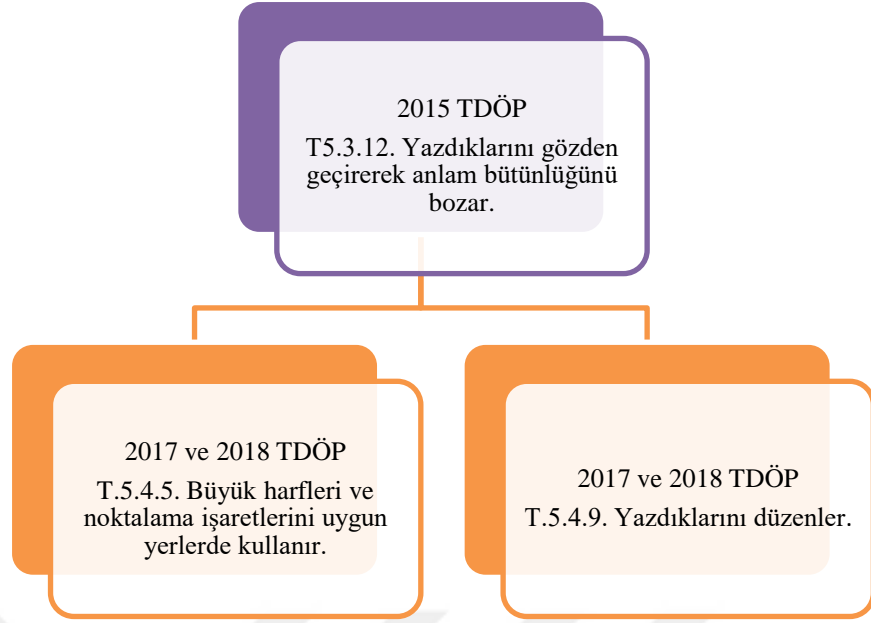 2015 TDÖP
T5.3.12. Yazdıklarını gözden
geçirerek anlam bütünlüğünü
bozar.
2017 ve 2018 TDÖP
T.5.4.5. Büyük harfleri ve
noktalama işaretlerini uygun
yerlerde kullanır.
2017 ve 2018 TDÖP
T.5.4.9. Yazdıklarını düzenler.